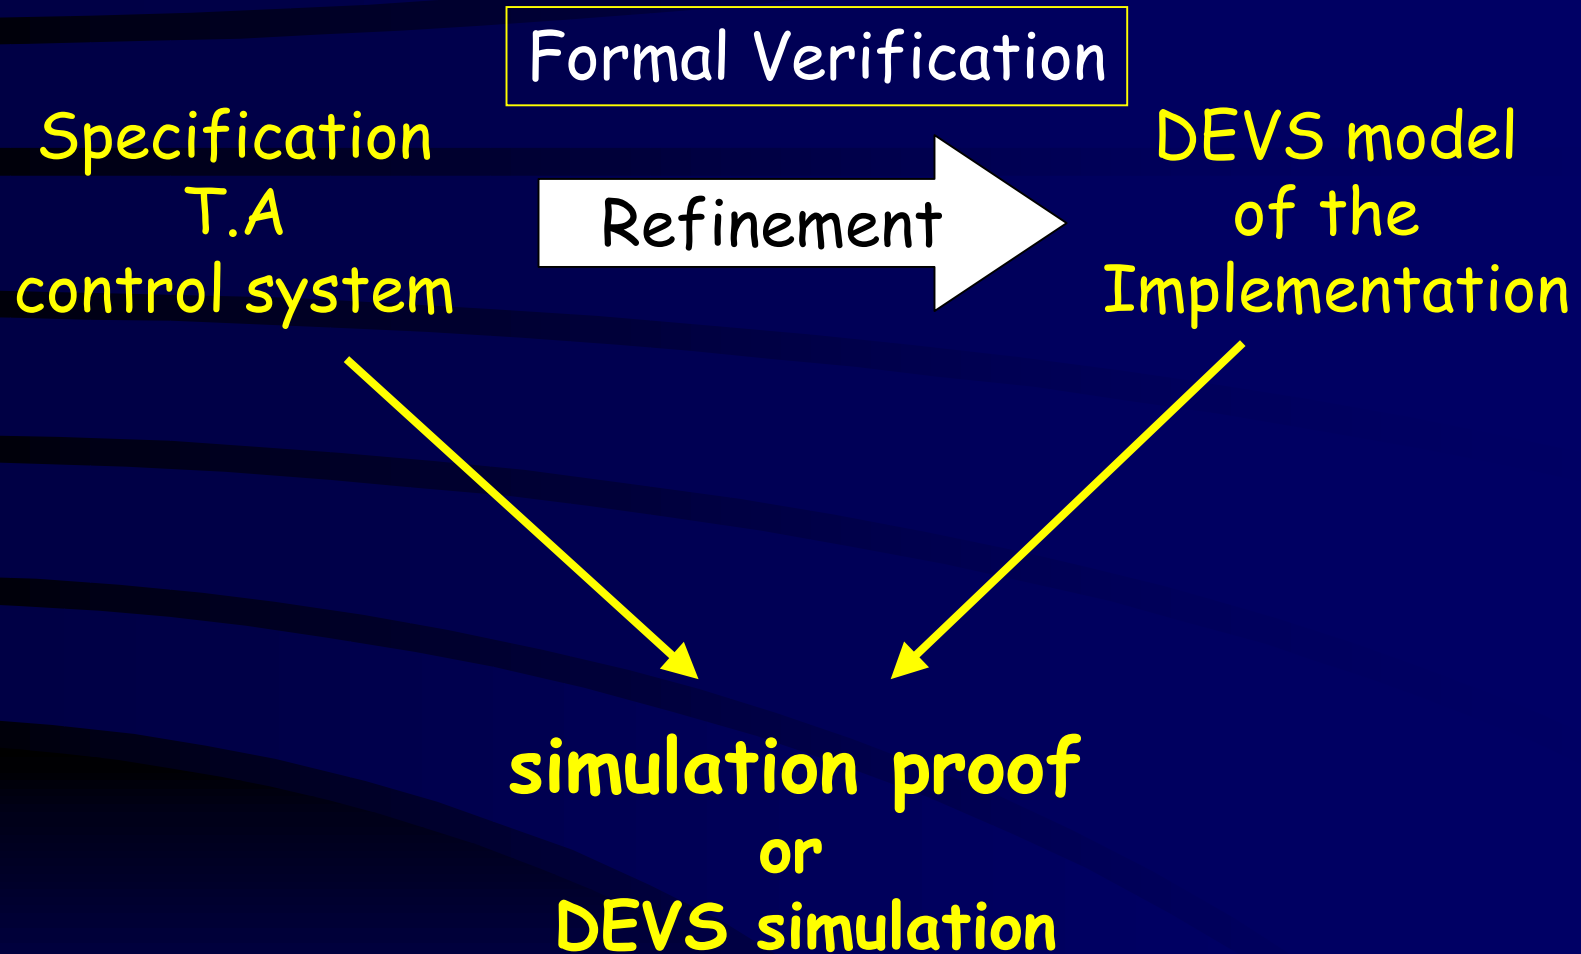 Formal Verification
Specification
T.A
control system
Refinement
DEVS model
of the
Implementation
simulation proof
or
DEVS simulation